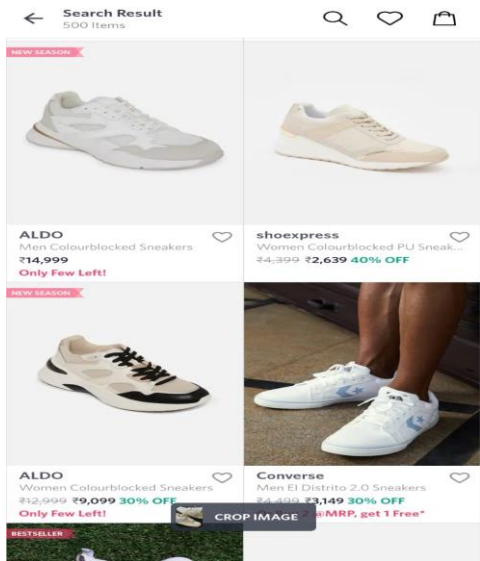 Search Result
500 Items
NEW SEASON
ALDO
Men Colourblocked Sneakers
₹14,999
Only Few Left!
shoexpress
Women Colourblocked PU Sneak...
₹4,399 ₹2,639 40% OFF
NEW SEASON
ALDO
Women Colourblocked Sneakers
₹12,999 ₹9,099 30% OFF
Only Few Left!
Converse
Men El Distrito 2.0 Sneakers
₹4,499 ₹3,149 30% OFF
2 @MRP, get 1 Free*
CROP IMAGE
BESTSELLER